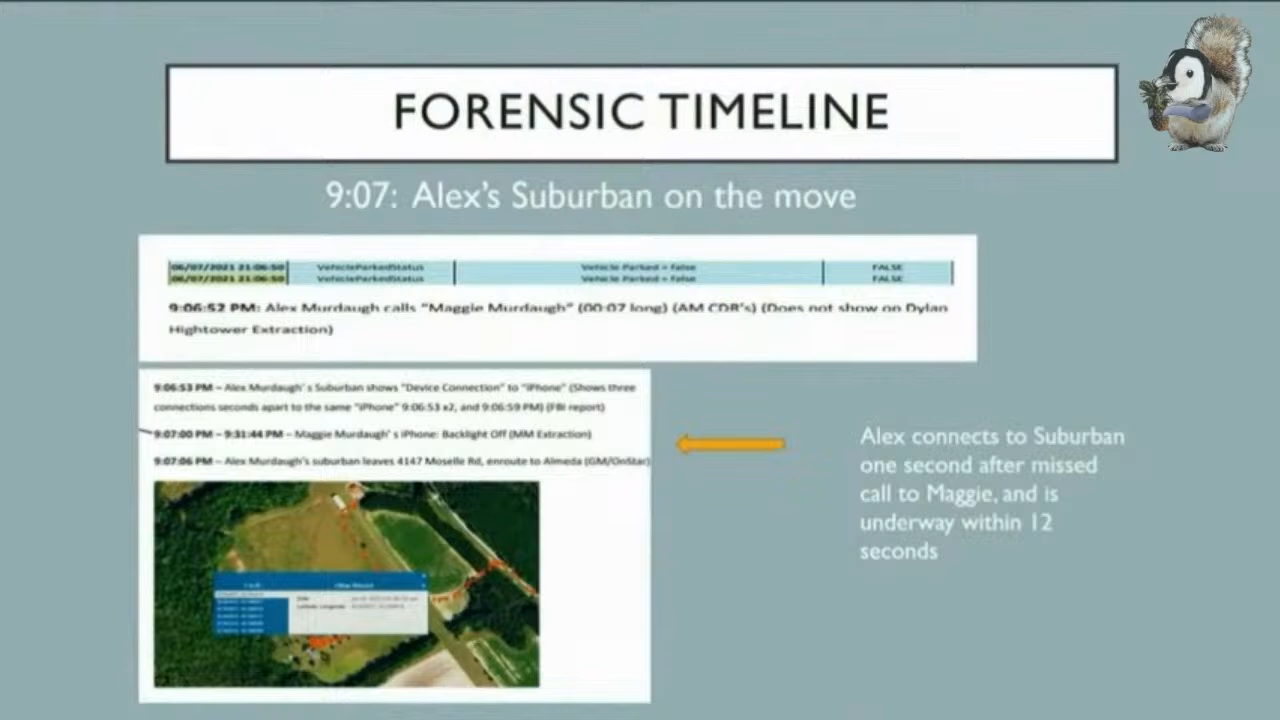 FORENSIC TIMELINE
9:07: Alex's Suburban on the move
06/07/2021 21:06:50 VehicleParkedStatus Vehicle Parked = false FALSE
06/07/2021 21:06:50 VehicleParkedStatus Vehicle Parked = false FALSE
9:06:52 PM: Alex Murdaugh calls "Maggie Murdaugh" (00:07 long) (AM CDR's) (Does not show on Dylan
Hightower Extraction)
9:06:53 PM – Alex Murdaugh' s Suburban shows "Device Connection" to "iPhone" (Shows three
connections seconds apart to the same "iPhone" 9:06:53 x2, and 9:06:59 PM) (FBI report)
9:07:00 PM – 9:31:44 PM – Maggie Murdaugh' s iPhone: Backlight Off (MM Extraction)
9:07:06 PM – Alex Murdaugh's suburban leaves 4147 Moselle Rd, enroute to Almeda (GM/OnStar)
Alex connects to Suburban
one second after missed
call to Maggie, and is
underway within 12
seconds